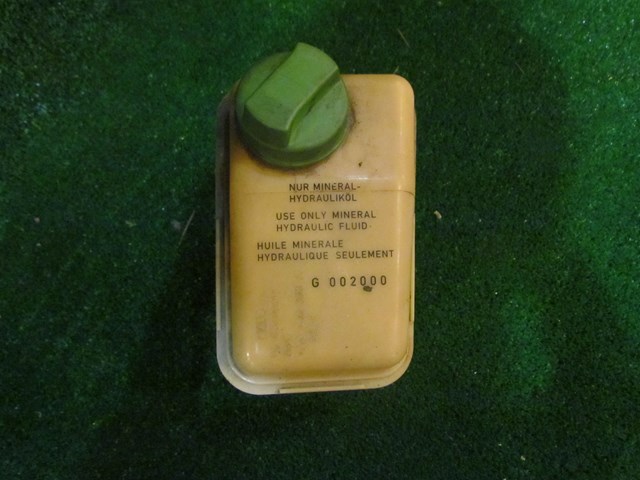 NUR MINERAL-
HYDRAULIKÖL
USE ONLY MINERAL
HYDRAULIC FLUID
HUILE MINERALE
HYDRAULIQUE SEULEMENT
G 002000